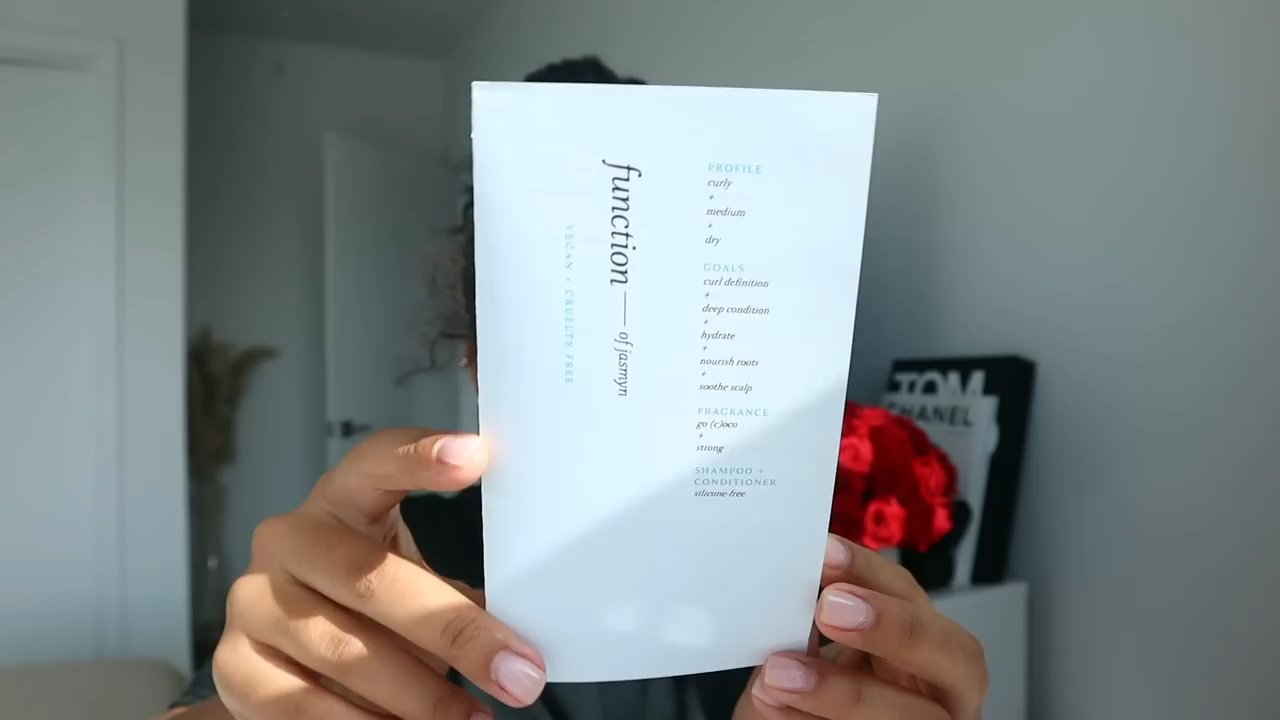 function — of jasmyn
VEGAN + CRUELTY FREE
PROFILE
curly
+
medium
+
dry
GOALS
curl definition
+
deep condition
+
hydrate
+
nourish roots
+
soothe scalp
FRAGRANCE
go (c)oco
+
strong
SHAMPOO +
CONDITIONER
silicone-free
TOM
CHANEL